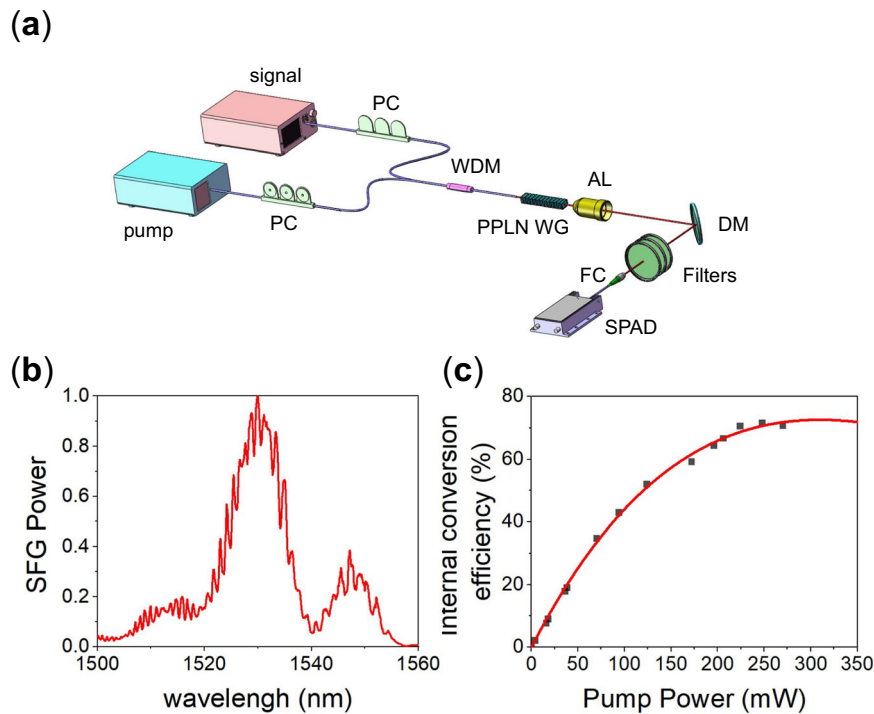 (a)
signal
PC
WDM
AL
pump
PC
PPLN WG
DM
FC
Filters
SPAD
(b)
(c)
1.0
0.8
0.6
0.4
0.2
0.0
SFG Power
1500 1520 1540 1560
wavelengh (nm)
80
60
40
20
0
Internal conversion
efficiency (%)
0 50 100 150 200 250 300 350
Pump Power (mW)